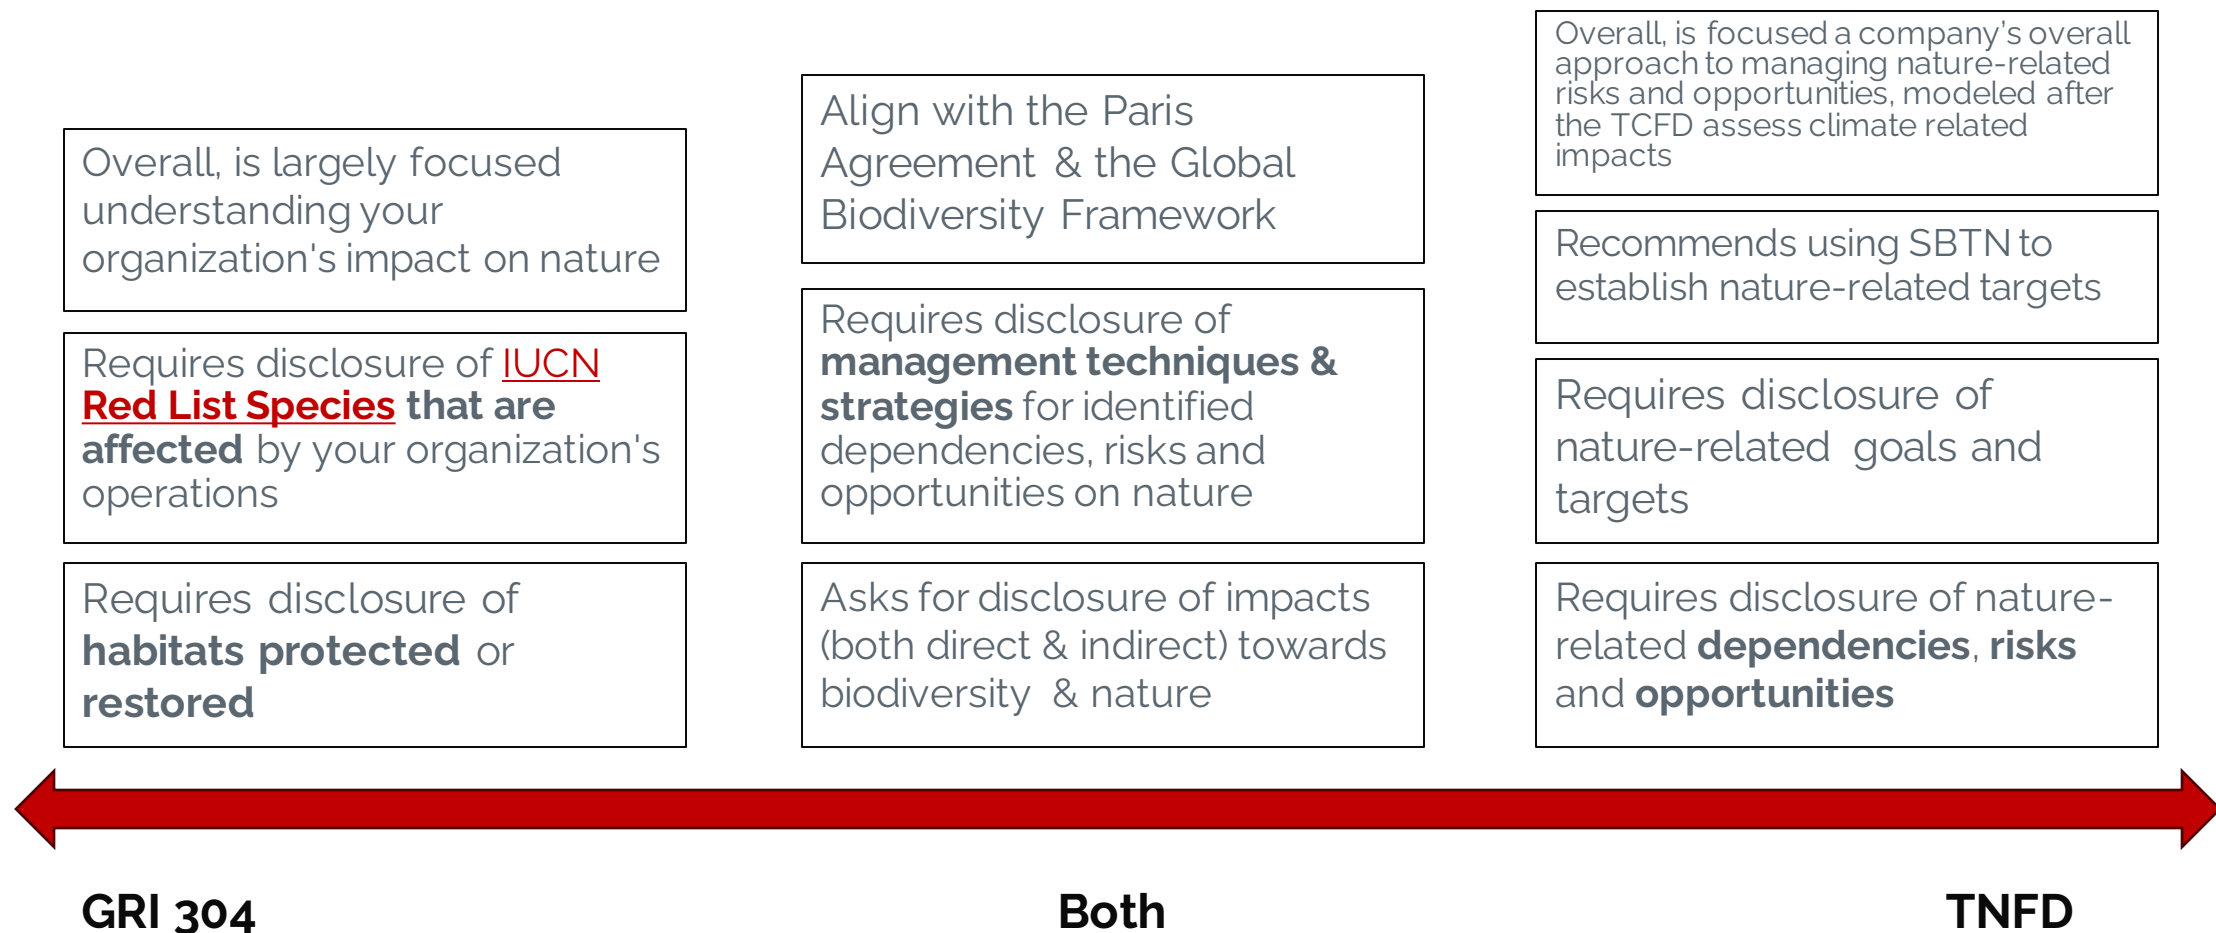 Overall, is largely focused
understanding your
organization's impact on nature
Requires disclosure of IUCN
Red List Species that are
affected by your organization's
operations
Requires disclosure of
habitats protected or
restored
Align with the Paris
Agreement & the Global
Biodiversity Framework
Requires disclosure of
management techniques &
strategies for identified
dependencies, risks and
opportunities on nature
Asks for disclosure of impacts
(both direct & indirect) towards
biodiversity & nature
Overall, is focused a company’s overall
approach to managing nature-related
risks and opportunities, modeled after
the TCFD assess climate related
impacts
Recommends using SBTN to
establish nature-related targets
Requires disclosure of
nature-related goals and
targets
Requires disclosure of nature-
related dependencies, risks
and opportunities
GRI 304
Both
TNFD